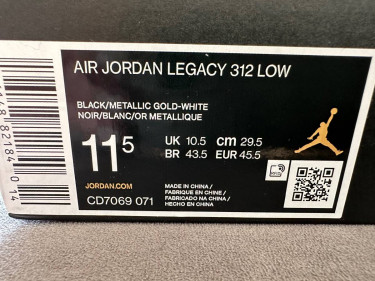 AIR JORDAN LEGACY 312 LOW
BLACK/METALLIC GOLD-WHITE
NOIR/BLANC/OR METALLIQUE
11 5
UK 10.5 cm 29.5
BR 43.5 EUR 45.5
JORDAN.COM
CD7069 071
MADE IN CHINA /
FABRIQUE EN CHINE /
FABRICADO NA CHINA /
HECHO EN CHINA